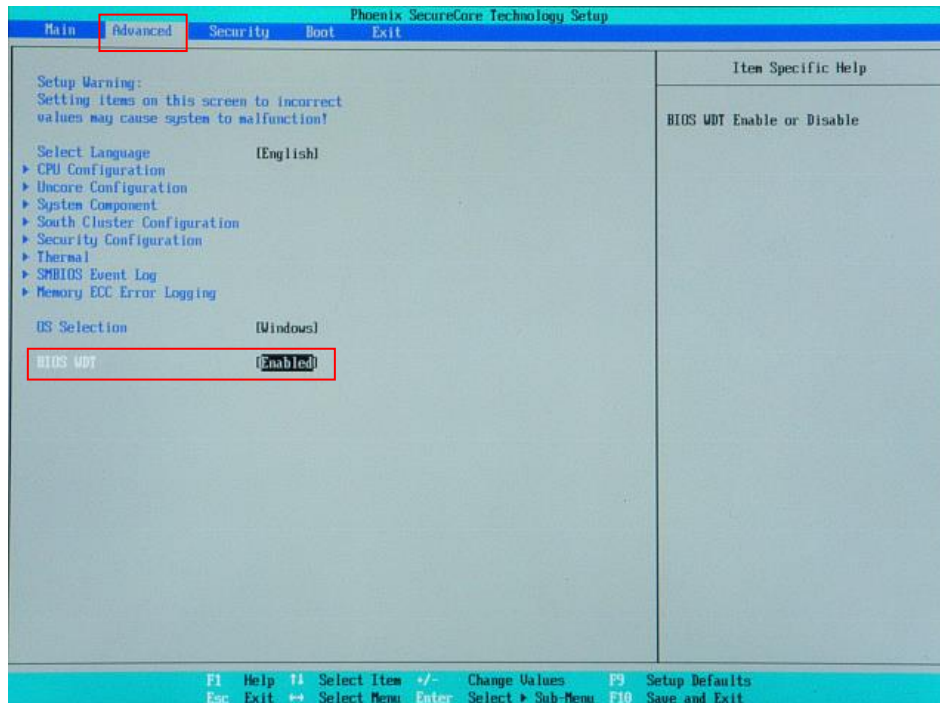 Phoenix SecureCore Technology Setup
Main Advanced Security Boot Exit
Item Specific Help
Setup Warning:
Setting items on this screen to incorrect
values may cause system to malfunction!
BIOS WDT Enable or Disable
Select Language [English]
CPU Configuration
Uncore Configuration
System Component
South Cluster Configuration
Security Configuration
Thermal
SMBIOS Event Log
Memory ECC Error Logging
OS Selection [Windows]
BIOS WDT [Enabled]
F1 Help ↑↓ Select Item +/- Change Values F9 Setup Defaults
Esc Exit ↔ Select Menu Enter Select ▶ Sub-Menu F10 Save and Exit